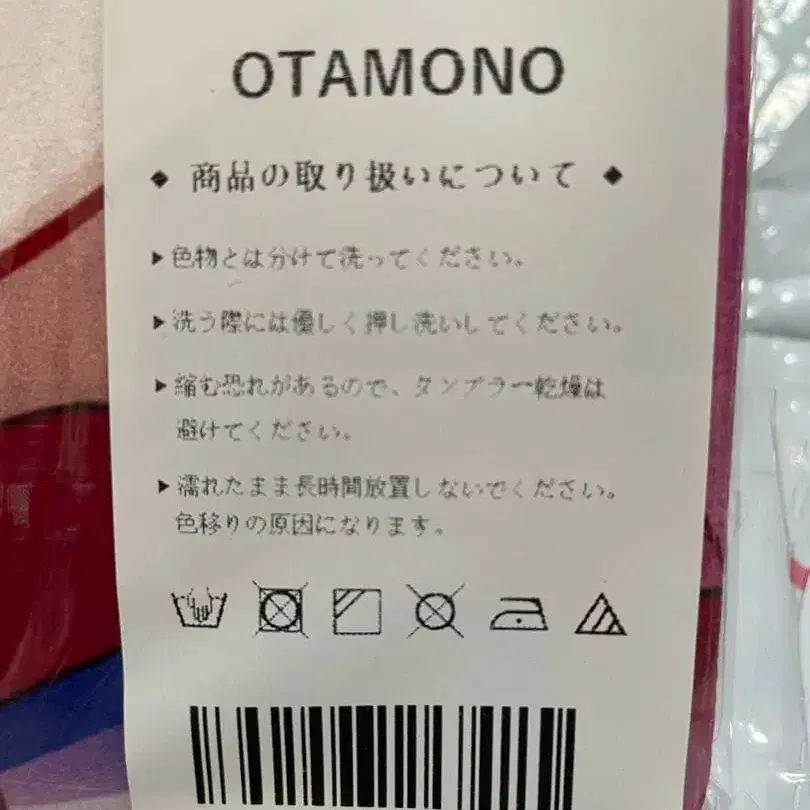 OTAMONO
◆ 商品の取り扱いについて ◆
▶色物とは分けて洗ってください。
▶洗う際には優しく押し洗いしてください。
▶縮む恐れがあるので、タンブラー乾燥は
避けてください。
▶濡れたまま長時間放置しないでください。
色移りの原因になります。